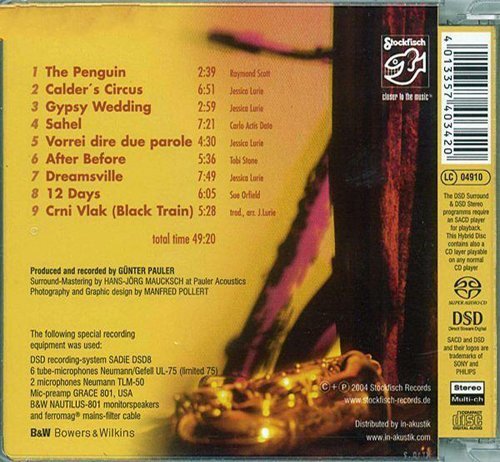 Stockfisch
closer to the music
1 The Penguin 2:39 Raymond Scott
2 Calder's Circus 6:51 Jessica Lurie
3 Gypsy Wedding 2:59 Jessica Lurie
4 Sahel 7:21 Carlo Actis Dato
5 Vorrei dire due parole 4:30 Jessica Lurie
6 After Before 5:36 Tobi Stone
7 Dreamsville 7:49 Jessica Lurie
8 12 Days 6:05 Sue Orfield
9 Crni Vlak (Black Train) 5:28 trad., arr. J.Lurie
total time 49:20
Produced and recorded by GÜNTER PAULER
Surround-Mastering by HANS-JÖRG MAUCKSCH at Pauler Acoustics
Photography and Graphic design by MANFRED POLLERT
The following special recording
equipment was used:
DSD recording-system SADiE DSD8
6 tube-microphones Neumann/Gefell UL-75 (limited 75)
2 microphones Neumann TLM-50
Mic-preamp GRACE 801, USA
B&W NAUTILUS-801 monitorspeakers
and ferromag® mains-filter cable
B&W Bowers & Wilkins
© + ℗ 2004 Stockfisch Records
www.stockfisch-records.de
Distributed by in-akustik
www.in-akustik.com
4 013357 403420
LC 04910
The DSD Surround
& DSD Stereo
programms require
an SACD player
for playback.
This Hybrid Disc
contains also a
CD layer playable
on any normal
CD player
SUPER AUDIO CD
DSD
Direct Stream Digital
SACD and DSD
and their logos are
trademarks of
SONY and
PHILIPS
Stereo
Multi-ch
COMPACT
disc
DIGITAL AUDIO